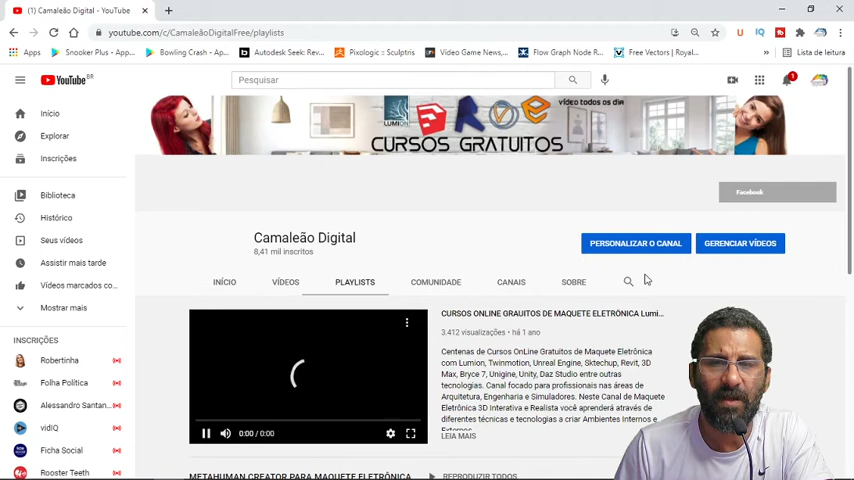 (1) Camaleão Digital - YouTube
youtube.com/c/CamaleãoDigitalFree/playlists
Apps
Snooker Plus - App...
Bowling Crash - Ap...
Autodesk Seek: Rev...
Pixologic :: Sculptris
Video Game News,...
Flow Graph Node R...
Free Vectors | Royal...
Lista de leitura
YouTube BR
Pesquisar
1
LUMION
vídeo todos os dia
CURSOS GRATUITOS
Início
Explorar
Inscrições
Biblioteca
Histórico
Seus vídeos
Assistir mais tarde
Vídeos marcados co...
Mostrar mais
INSCRIÇÕES
Robertinha
Folha Política
Alessandro Santan...
vidIQ
Ficha Social
Rooster Teeth
Facebook
Camaleão Digital
8,41 mil inscritos
PERSONALIZAR O CANAL
GERENCIAR VÍDEOS
INÍCIO
VÍDEOS
PLAYLISTS
COMUNIDADE
CANAIS
SOBRE
0:00 / 0:00
CURSOS ONLINE GRAUITOS DE MAQUETE ELETRÔNICA Lumi...
3.412 visualizações • há 1 ano
Centenas de Cursos OnLine Gratuitos de Maquete Eletrônica
com Lumion, Twinmotion, Unreal Engine, Sktechup, Revit, 3D
Max, Bryce 7, Unigine, Unity, Daz Studio entre outras
tecnologias. Canal focado para profissionais nas áreas de
Arquitetura, Engenharia e Simuladores. Neste Canal de Maquete
Eletrônica 3D Interativa e Realista você aprenderá através de
diferentes técnicas e tecnologias a criar Ambientes Internos e
Externos
LEIA MAIS
METAHUMAN CREATOR PARA MAQUETE ELETRÔNICA
REPRODUZIR TODOS